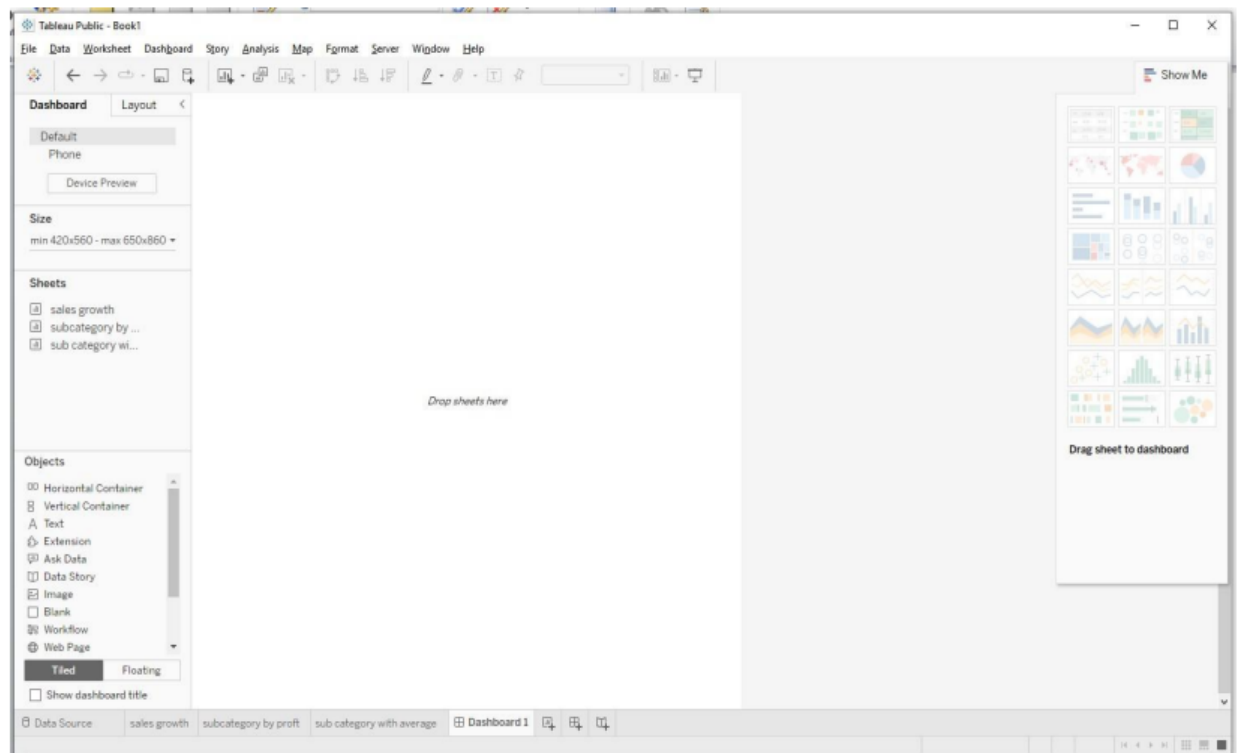 Tableau Public - Book1
File Data Worksheet Dashboard Story Analysis Map Format Server Window Help
Show Me
Dashboard Layout
Default
Phone
Device Preview
Size
min 420x560 - max 650x860
Sheets
sales growth
subcategory by ...
sub category wi...
Drop sheets here
Drag sheet to dashboard
Objects
Horizontal Container
Vertical Container
Text
Extension
Ask Data
Data Story
Image
Blank
Workflow
Web Page
Tiled Floating
Show dashboard title
Data Source sales growth subcategory by proft sub category with average Dashboard 1